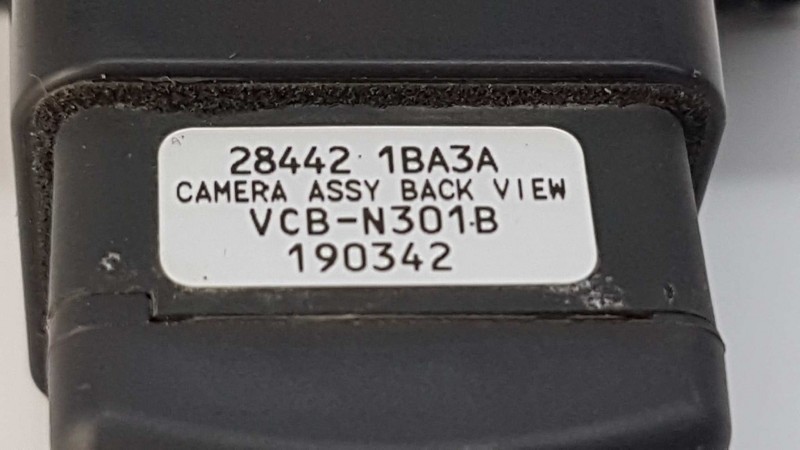 28442 1BA3A
CAMERA ASSY BACK VIEW
VCB-N301B
190342